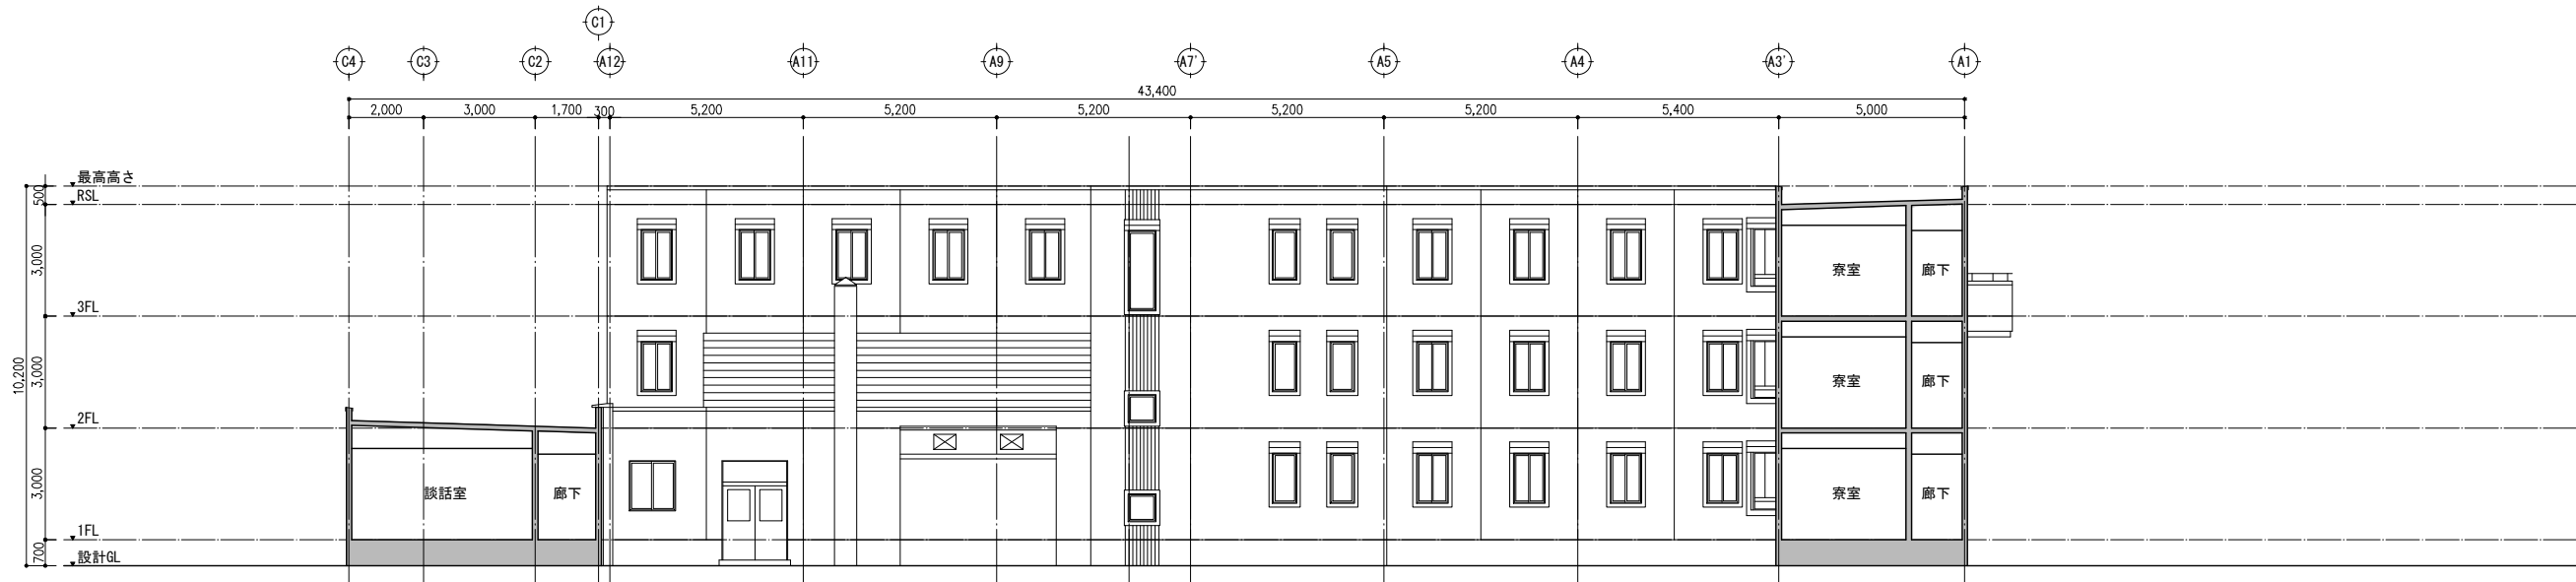 C1
C4 C3 C2 A12 A11 A9 A7' A5 A4 A3' A1
43,400
2,000 3,000 1,700 300 5,200 5,200 5,200 5,200 5,200 5,400 5,000
最高高さ
500
RSL
3,000
寮室 廊下
3FL
10,200
3,000
寮室 廊下
2FL
3,000
談話室 廊下 寮室 廊下
1FL
700
設計GL